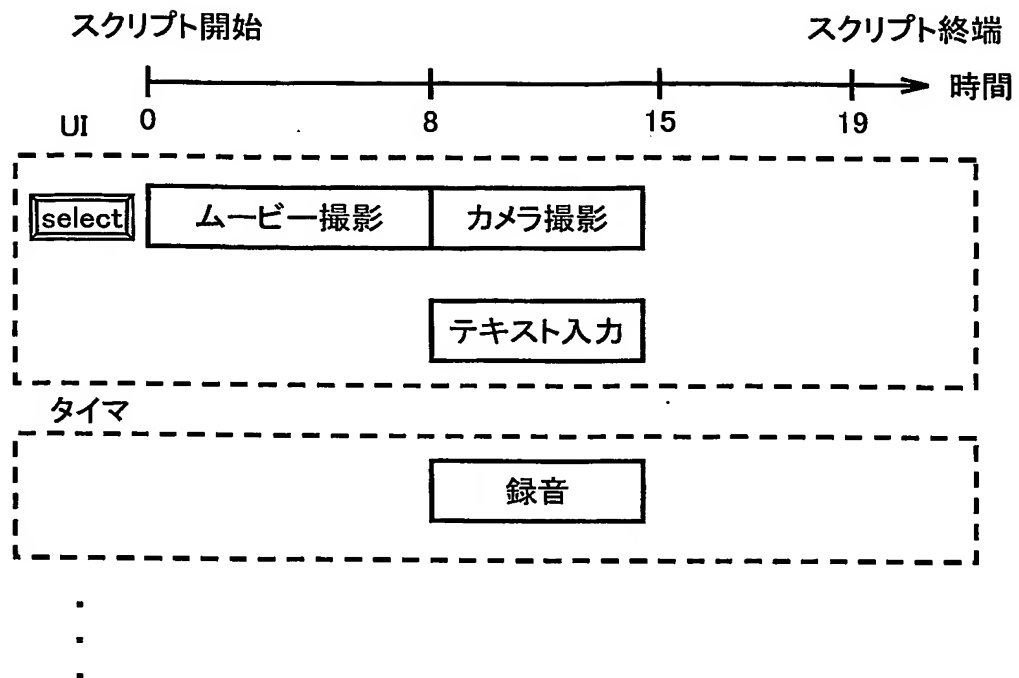 スクリプト開始
スクリプト終端
時間
0 8 15 19
UI
select
ムービー撮影
カメラ撮影
テキスト入力
タイマ
録音